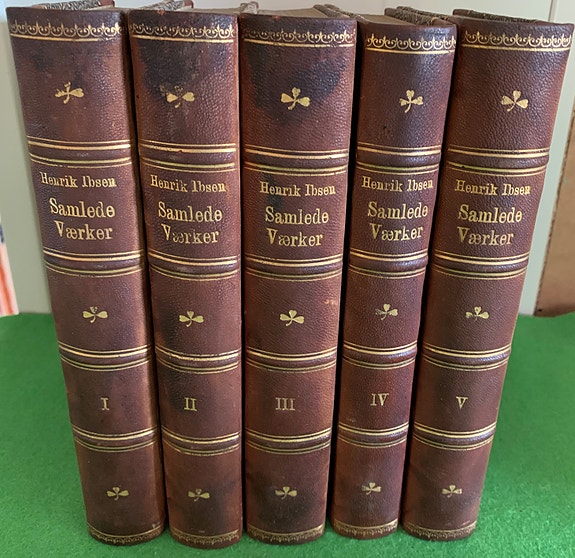 Henrik Ibsen
Samlede
Værker
I
Henrik Ibsen
Samlede
Værker
II
Henrik Ibsen
Samlede
Værker
III
Henrik Ibsen
Samlede
Værker
IV
Henrik Ibsen
Samlede
Værker
V